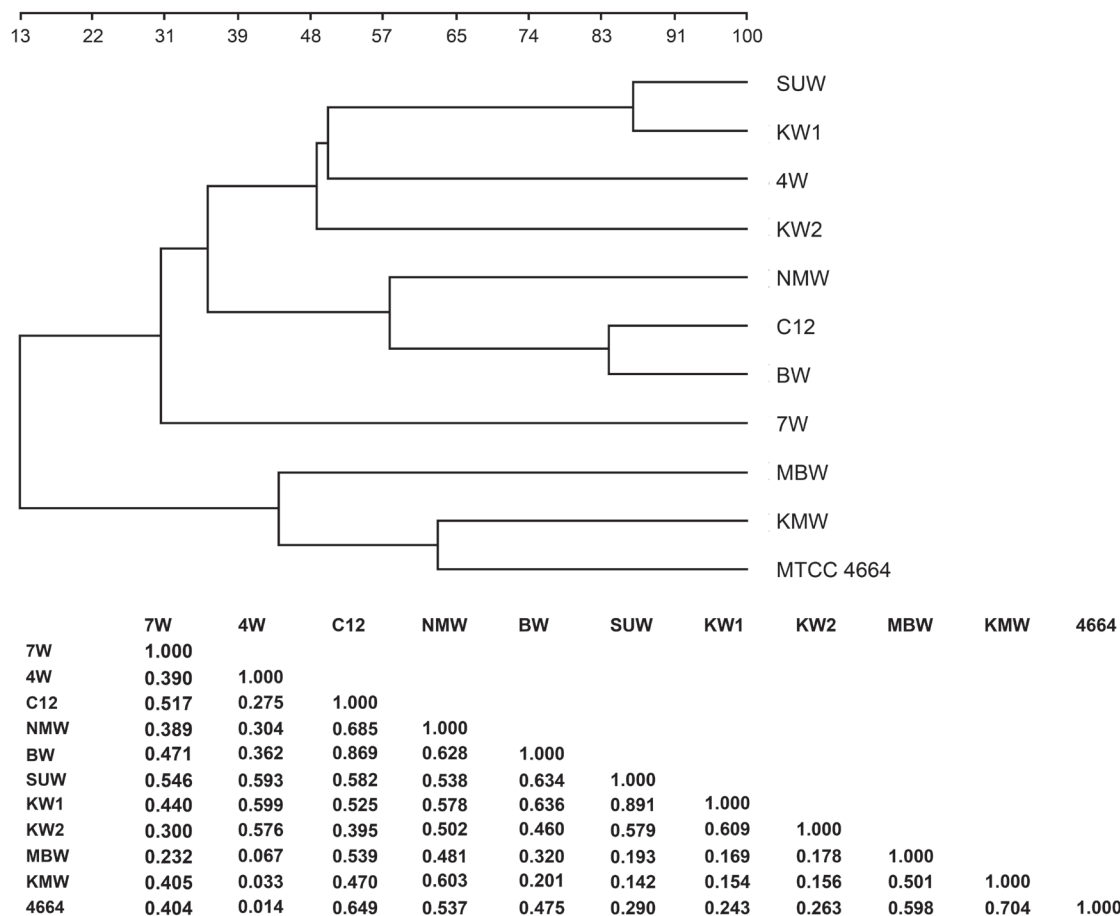 13 22 31 39 48 57 65 74 83 91 100
SUW
KW1
4W
KW2
NMW
C12
BW
7W
MBW
KMW
MTCC 4664
7W 4W C12 NMW BW SUW KW1 KW2 MBW KMW 4664
7W 1.000
4W 0.390 1.000
C12 0.517 0.275 1.000
NMW 0.389 0.304 0.685 1.000
BW 0.471 0.362 0.869 0.628 1.000
SUW 0.546 0.593 0.582 0.538 0.634 1.000
KW1 0.440 0.599 0.525 0.578 0.636 0.891 1.000
KW2 0.300 0.576 0.395 0.502 0.460 0.579 0.609 1.000
MBW 0.232 0.067 0.539 0.481 0.320 0.193 0.169 0.178 1.000
KMW 0.405 0.033 0.470 0.603 0.201 0.142 0.154 0.156 0.501 1.000
4664 0.404 0.014 0.649 0.537 0.475 0.290 0.243 0.263 0.598 0.704 1.000